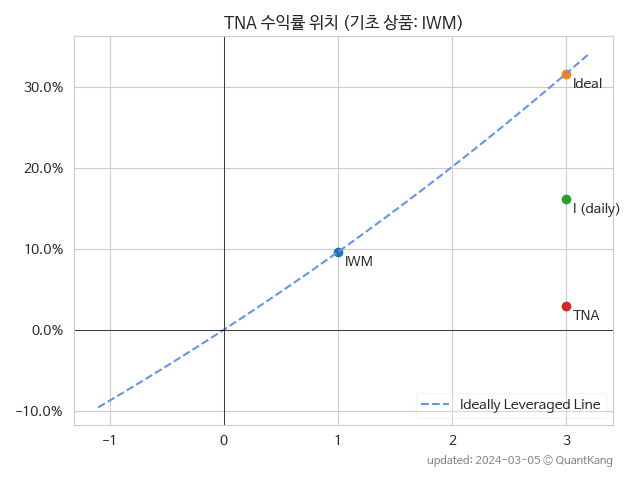 TNA 수익률 위치 (기초 상품: IWM)
30.0%
20.0%
10.0%
0.0%
−10.0%
Ideal
I (daily)
IWM
TNA
Ideally Leveraged Line
−1
0
1
2
3
updated: 2024-03-05 © QuantKang